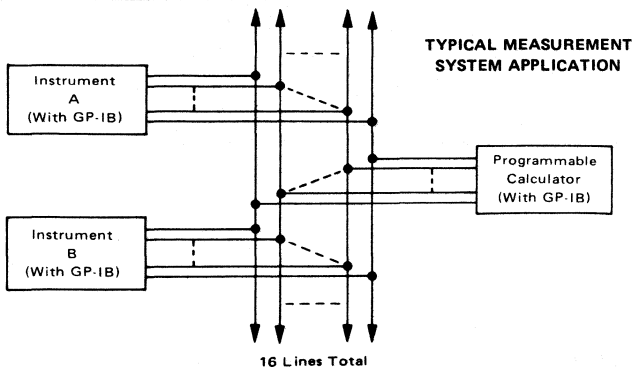 TYPICAL MEASUREMENT
SYSTEM APPLICATION
Instrument
A
(With GP-IB)
Programmable
Calculator
(With GP-IB)
Instrument
B
(With GP-IB)
16 Lines Total